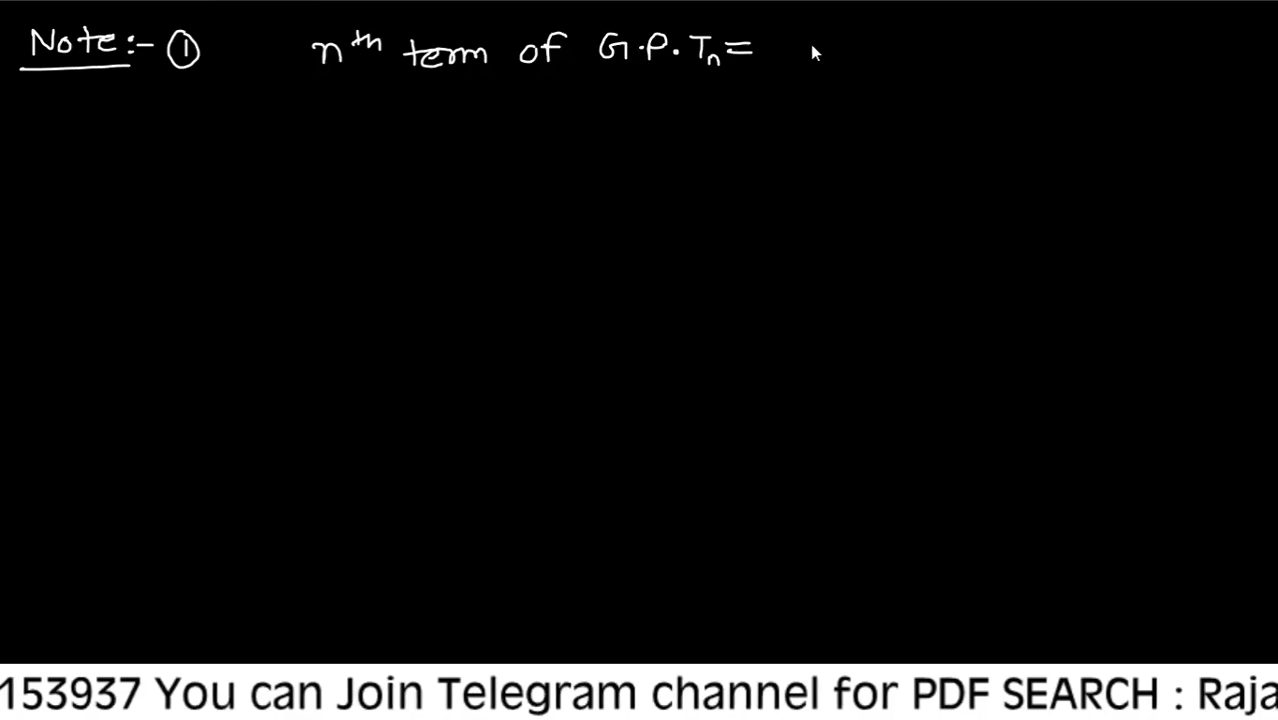 Note:- ① nᵗʰ term of G.P. Tₙ=
153937 You can Join Telegram channel for PDF SEARCH : Raja